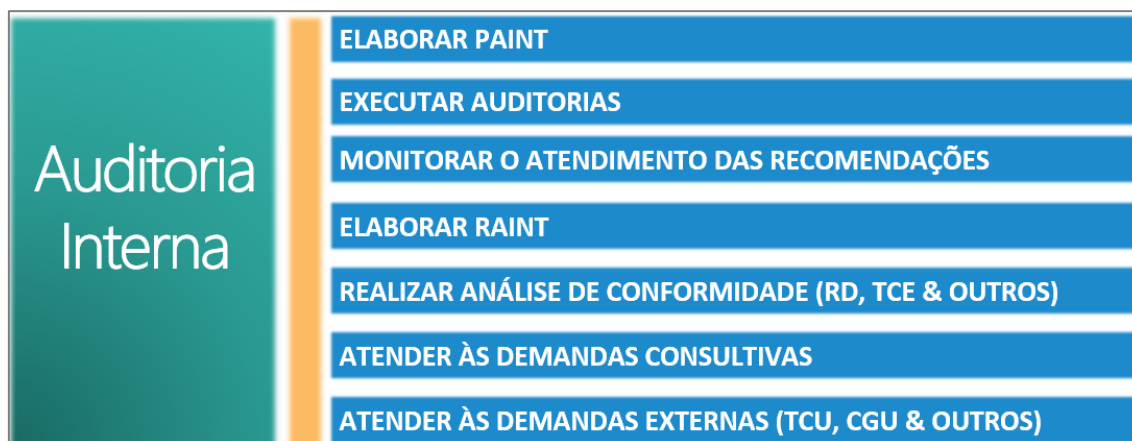 Auditoria
Interna
ELABORAR PAINT
EXECUTAR AUDITORIAS
MONITORAR O ATENDIMENTO DAS RECOMENDAÇÕES
ELABORAR RAINT
REALIZAR ANÁLISE DE CONFORMIDADE (RD, TCE & OUTROS)
ATENDER ÀS DEMANDAS CONSULTIVAS
ATENDER ÀS DEMANDAS EXTERNAS (TCU, CGU & OUTROS)